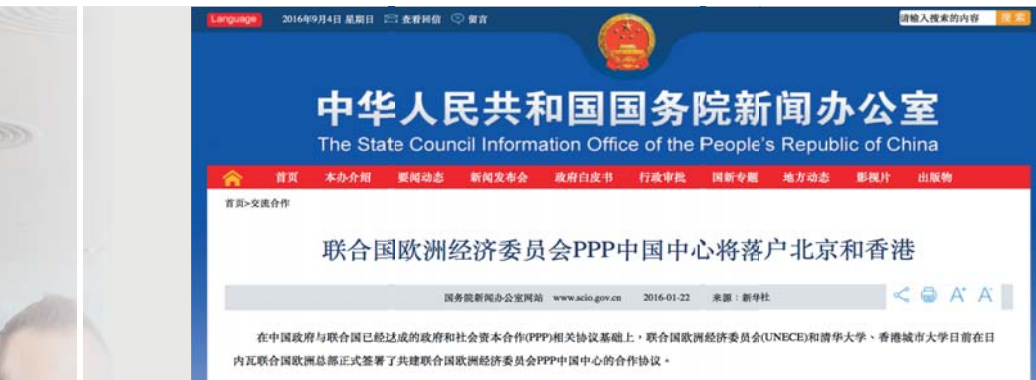 Language 2016年9月4日 星期日 查看回信 留言 请输入搜索的内容 搜索
中华人民共和国国务院新闻办公室
The State Council Information Office of the People's Republic of China
首页 本办介绍 要闻动态 新闻发布会 政府白皮书 行政审批 国新专题 地方动态 影视片 出版物
首页>交流合作
联合国欧洲经济委员会PPP中国中心将落户北京和香港
国务院新闻办公室网站 www.scio.gov.cn 2016-01-22 来源：新华社
A+ A-
在中国政府与联合国已经达成的政府和社会资本合作(PPP)相关协议基础上，联合国欧洲经济委员会(UNECE)和清华大学、香港城市大学日前在日
内瓦联合国欧洲总部正式签署了共建联合国欧洲经济委员会PPP中国中心的合作协议。